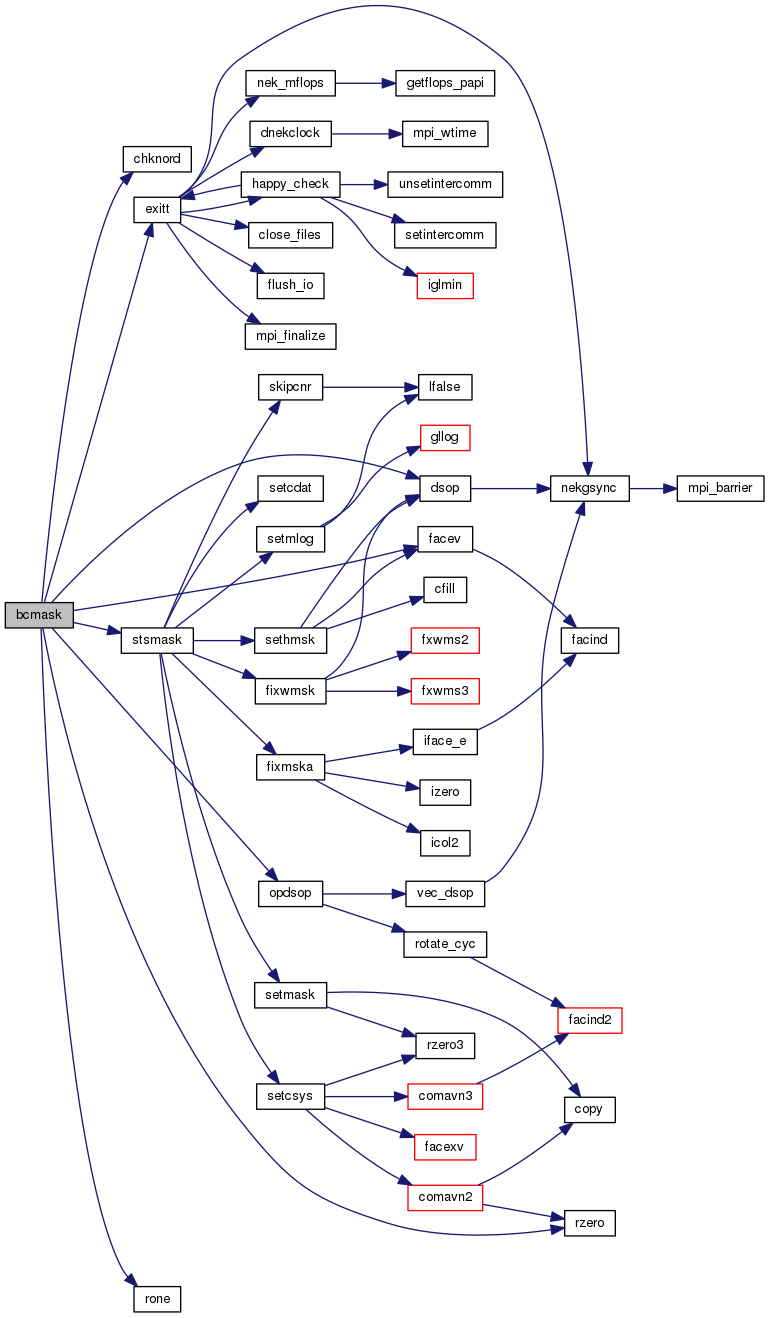 nek_mflops
getflops_papi
dnekclock
mpi_wtime
chknord
happy_check
unsetintercomm
exitt
close_files
setintercomm
flush_io
iglmin
mpi_finalize
skipcnr
lfalse
gllog
setcdat
dsop
nekgsync
mpi_barrier
setmlog
facev
cfill
bcmask
stsmask
sethmsk
fxwms2
facind
fixwmsk
fxwms3
iface_e
fixmska
izero
icol2
opdsop
vec_dsop
rotate_cyc
setmask
facind2
rzero3
setcsys
comavn3
copy
facexv
comavn2
rzero
rone